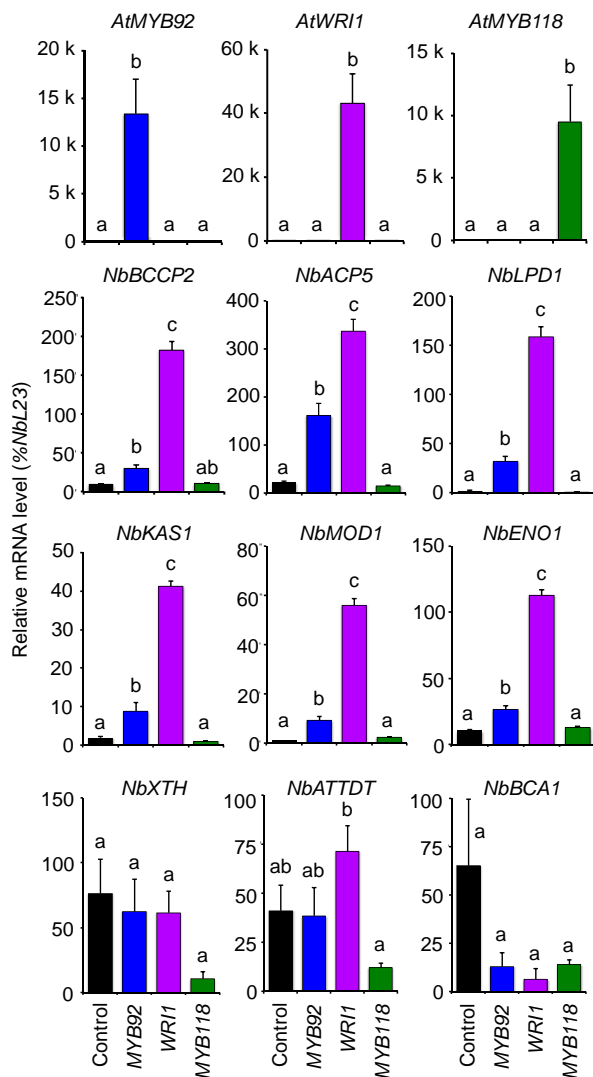 AtMYB92 AtWRI1 AtMYB118
20 k 60 k 15 k
b b b
15 k 40 k 10 k
10 k
5 k 20 k 5 k
a a a a a a a a a
0 0 0
NbBCCP2 NbACP5 NbLPD1
250 400 200
c c c
200 300 150
150
b 200 100
100
50 b 100 b 50
a ab a a a a
0 0 0
Relative mRNA level (%NbL23)
NbKAS1 NbMOD1 NbENO1
50 80 150
c c c
40 60
30 100
40
20
b 50
10 20 b b
a a a a a a
0 0 0
NbXTH NbATTDT NbBCA1
150 100 100
b a
100 75 75
a a a ab ab
50 50
50
a 25 a a a a 25
0 0 0
Control MYB92 WRI1 MYB118 Control MYB92 WRI1 MYB118 Control MYB92 WRI1 MYB118